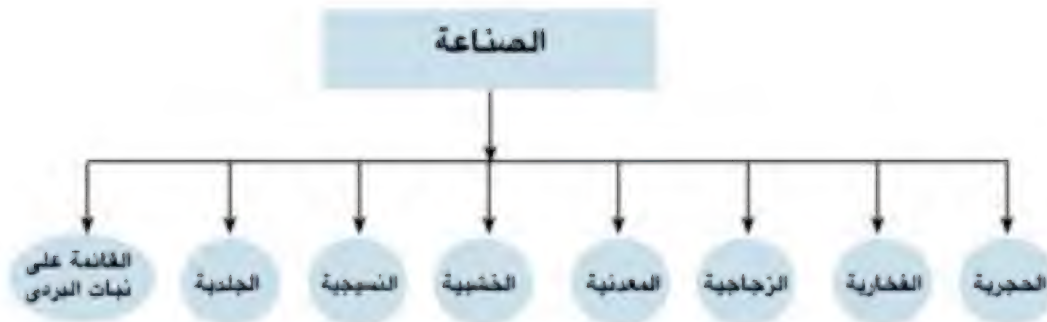 الصناعة
الحجرية
الفخارية
الزجاجية
المعدنية
الخشبية
النسيجية
الجلدية
القائمة على
نبات البردى